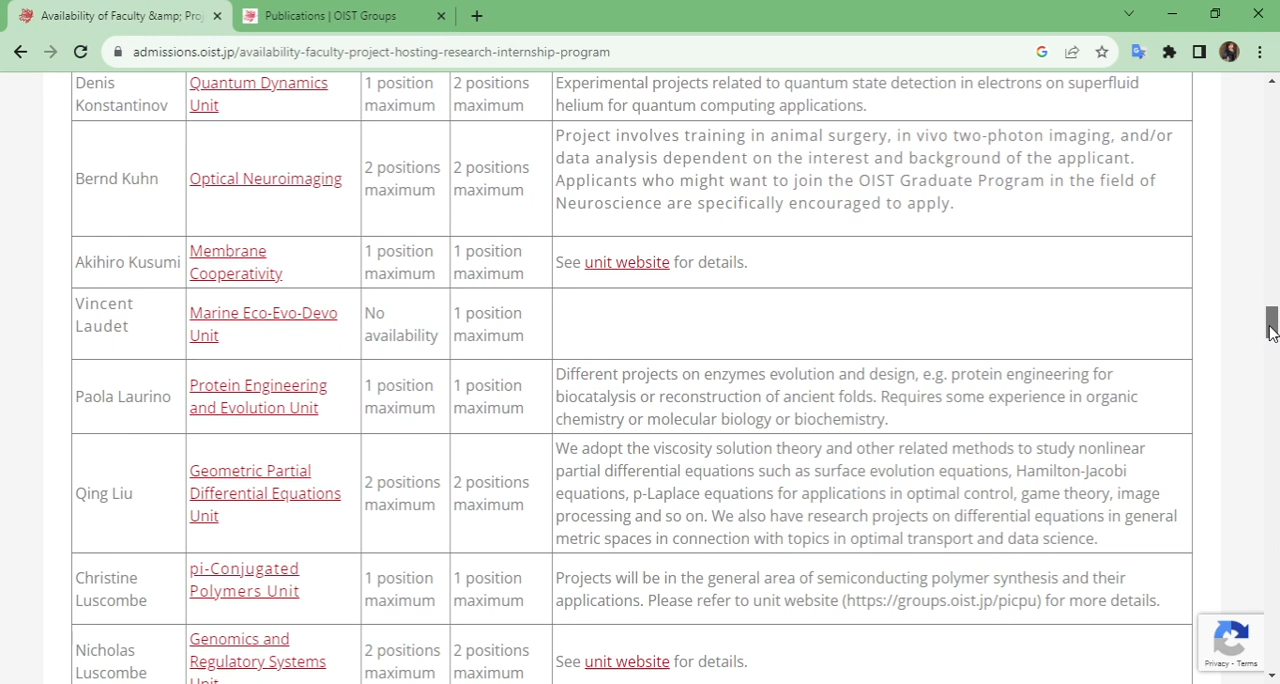 Availability of Faculty &amp; Proj
Publications | OIST Groups
admissions.oist.jp/availability-faculty-project-hosting-research-internship-program
Denis
Konstantinov
Quantum Dynamics
Unit
1 position
maximum
2 positions
maximum
Experimental projects related to quantum state detection in electrons on superfluid
helium for quantum computing applications.
Bernd Kuhn
Optical Neuroimaging
2 positions
maximum
2 positions
maximum
Project involves training in animal surgery, in vivo two-photon imaging, and/or
data analysis dependent on the interest and background of the applicant.
Applicants who might want to join the OIST Graduate Program in the field of
Neuroscience are specifically encouraged to apply.
Akihiro Kusumi
Membrane
Cooperativity
1 position
maximum
1 position
maximum
See unit website for details.
Vincent
Laudet
Marine Eco-Evo-Devo
Unit
No
availability
1 position
maximum
Paola Laurino
Protein Engineering
and Evolution Unit
1 position
maximum
1 position
maximum
Different projects on enzymes evolution and design, e.g. protein engineering for
biocatalysis or reconstruction of ancient folds. Requires some experience in organic
chemistry or molecular biology or biochemistry.
Qing Liu
Geometric Partial
Differential Equations
Unit
2 positions
maximum
2 positions
maximum
We adopt the viscosity solution theory and other related methods to study nonlinear
partial differential equations such as surface evolution equations, Hamilton-Jacobi
equations, p-Laplace equations for applications in optimal control, game theory, image
processing and so on. We also have research projects on differential equations in general
metric spaces in connection with topics in optimal transport and data science.
Christine
Luscombe
pi-Conjugated
Polymers Unit
1 position
maximum
1 position
maximum
Projects will be in the general area of semiconducting polymer synthesis and their
applications. Please refer to unit website (https://groups.oist.jp/picpu) for more details.
Nicholas
Luscombe
Genomics and
Regulatory Systems
Unit
2 positions
maximum
2 positions
maximum
See unit website for details.
Privacy - Terms